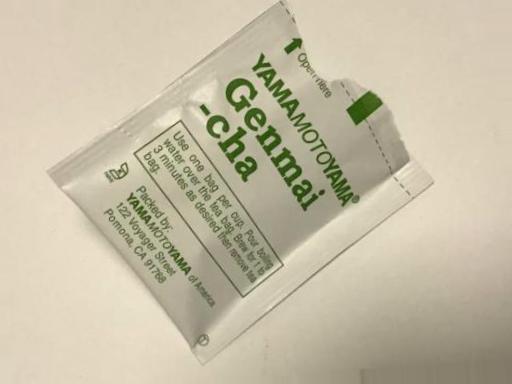 Open Here
YAMAMOTOYAMA®
Genmai
-cha
Use one bag per cup. Pour boiling
water over the tea bag. Brew for 1 to
3 minutes as desired then remove tea
bag.
Packed by:
YAMAMOTOYAMA of America
122 Voyager Street
Pomona, CA 91768